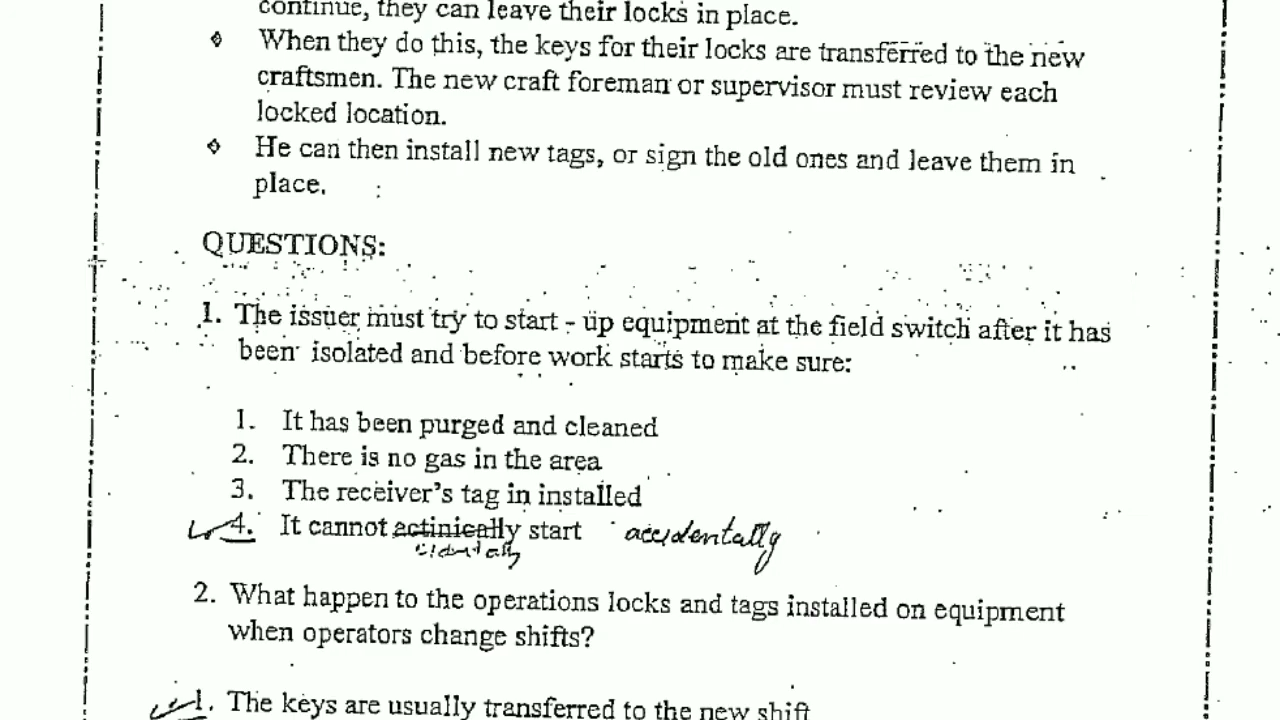 continue, they can leave their locks in place.
When they do this, the keys for their locks are transferred to the new
craftsmen. The new craft foreman or supervisor must review each
locked location.
He can then install new tags, or sign the old ones and leave them in
place.
QUESTIONS:
1. The issuer must try to start - up equipment at the field switch after it has
been isolated and before work starts to make sure:
1. It has been purged and cleaned
2. There is no gas in the area
3. The receiver's tag in installed
4. It cannot actinically start accidentally
2. What happen to the operations locks and tags installed on equipment
when operators change shifts?
1. The keys are usually transferred to the new shift